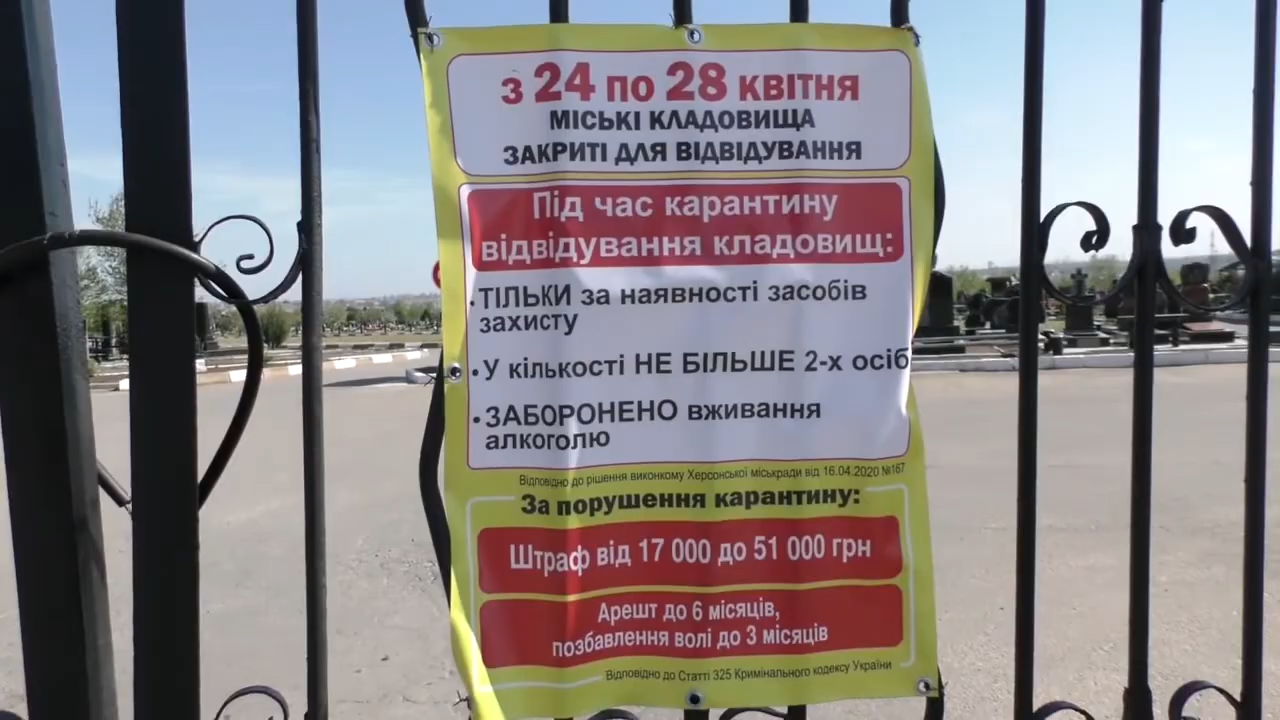 З 24 ПО 28 КВІТНЯ
МІСЬКІ КЛАДОВИЩА
ЗАКРИТІ ДЛЯ ВІДВІДУВАННЯ
Під час карантину
відвідування кладовищ:
•ТІЛЬКИ за наявності засобів
захисту
•У кількості НЕ БІЛЬШЕ 2-х осіб
•ЗАБОРОНЕНО вживання
алкоголю
Відповідно до рішення виконкому Херсонської міськради від 16.04.2020 №167
За порушення карантину:
Штраф від 17 000 до 51 000 грн
Арешт до 6 місяців,
позбавлення волі до 3 місяців
Відповідно до Статті 325 Кримінального кодексу України